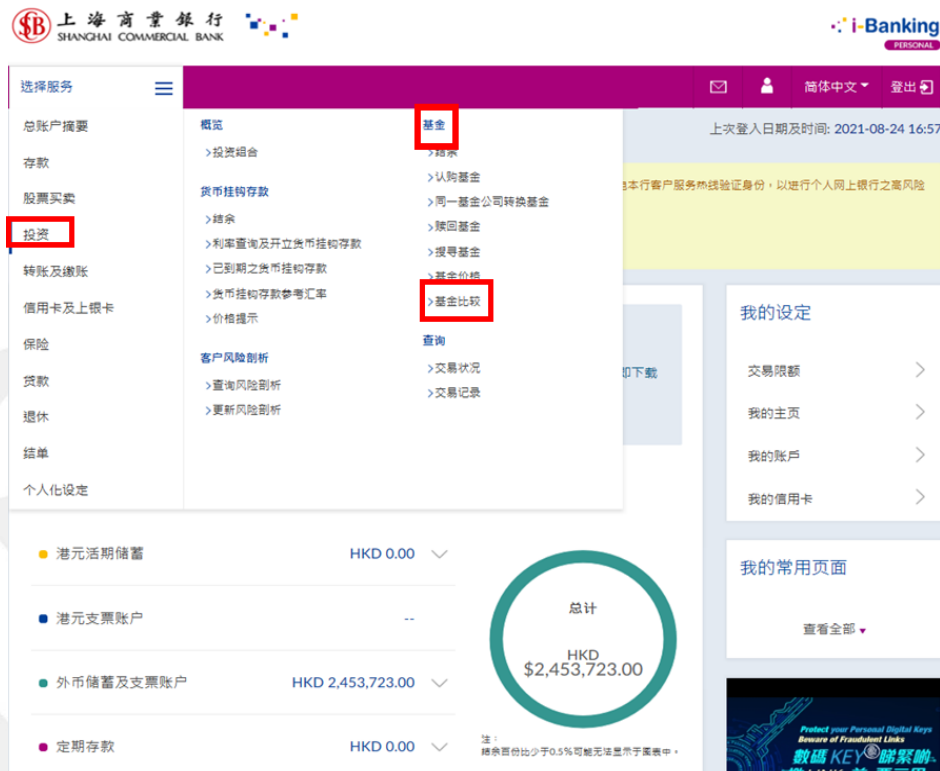 上海商業銀行
SHANGHAI COMMERCIAL BANK
i-Banking
PERSONAL
选择服务
简体中文
登出
上次登入日期及时间: 2021-08-24 16:57
总账户摘要
存款
股票买卖
投资
转账及缴账
信用卡及上银卡
保险
贷款
退休
结单
个人化设定
概览
>投资组合
货币挂钩存款
>结余
>利率查询及开立货币挂钩存款
>已到期之货币挂钩存款
>货币挂钩存款参考汇率
>价格提示
客户风险剖析
>查询风险剖析
>更新风险剖析
基金
>结余
>认购基金
>同一基金公司转换基金
>赎回基金
>搜寻基金
>基金价格
>基金比较
查询
>交易状况
>交易记录
本行客户服务热线验证身份，以进行个人网上银行之高风险
即下载
我的设定
交易限额
我的主页
我的账戶
我的信用卡
港元活期储蓄 HKD 0.00
港元支票账户 --
外币储蓄及支票账户 HKD 2,453,723.00
定期存款 HKD 0.00
总计
HKD
$2,453,723.00
注：
结余百份比少于0.5%可能无法显示于图表中。
我的常用页面
查看全部
Protect your Personal Digital Keys
Beware of Fraudulent Links
數碼 KEY 睇緊啲